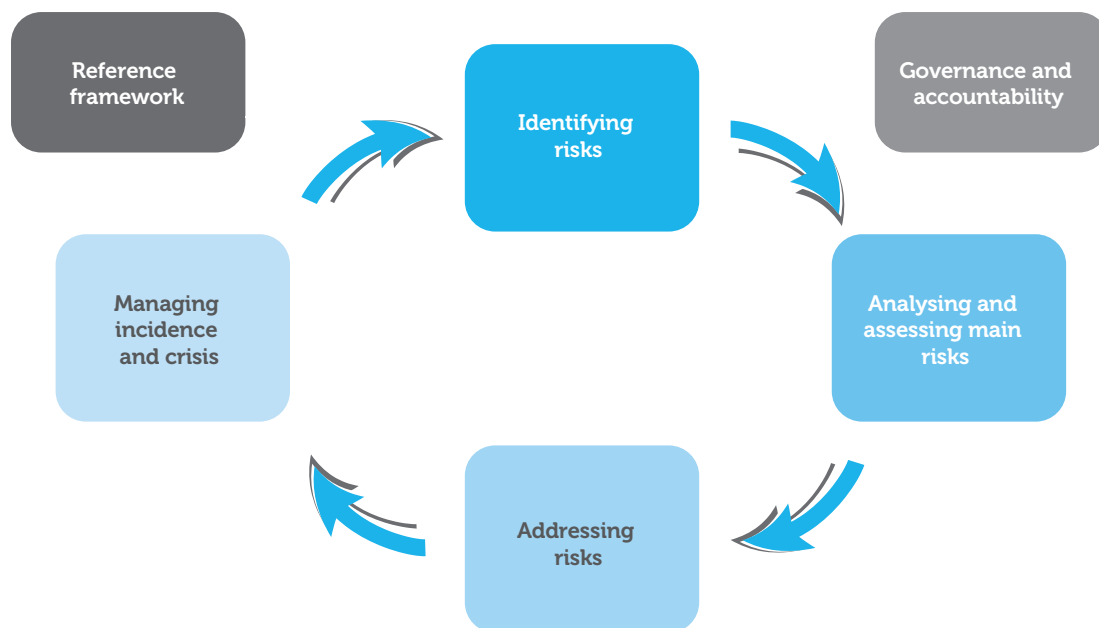 Reference
framework
Identifying
risks
Governance and
accountability
Managing
incidence
and crisis
Analysing and
assessing main
risks
Addressing
risks